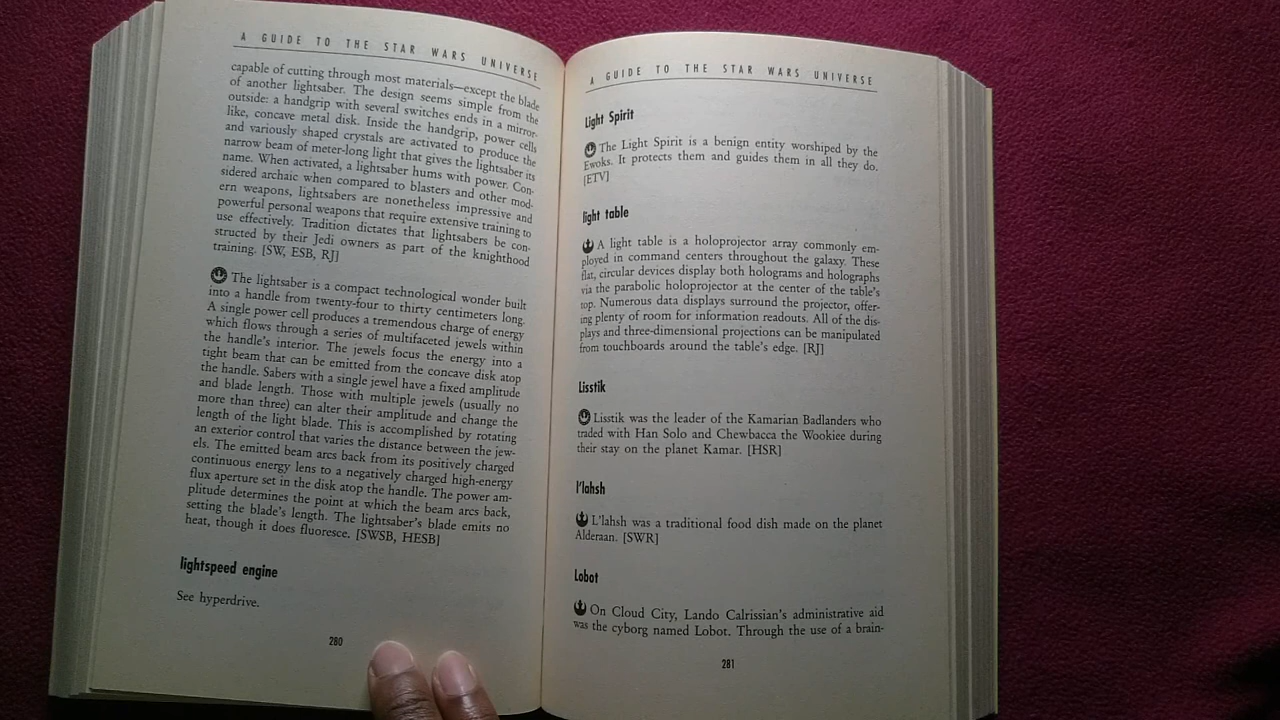 A GUIDE TO THE STAR WARS UNIVERSE
capable of cutting through most materials—except the blade
of another lightsaber. The design seems simple from the
outside: a handgrip with several switches ends in a mirror-
like, concave metal disk. Inside the handgrip, power cells
and variously shaped crystals are activated to produce the
narrow beam of meter-long light that gives the lightsaber its
name. When activated, a lightsaber hums with power. Con-
sidered archaic when compared to blasters and other mod-
ern weapons, lightsabers are nonetheless impressive and
powerful personal weapons that require extensive training to
use effectively. Tradition dictates that lightsabers be con-
structed by their Jedi owners as part of the knighthood
training. [SW, ESB, RJ]
The lightsaber is a compact technological wonder built
into a handle from twenty-four to thirty centimeters long.
A single power cell produces a tremendous charge of energy
which flows through a series of multifaceted jewels within
the handle's interior. The jewels focus the energy into a
tight beam that can be emitted from the concave disk atop
the handle. Sabers with a single jewel have a fixed amplitude
and blade length. Those with multiple jewels (usually no
more than three) can alter their amplitude and change the
length of the light blade. This is accomplished by rotating
an exterior control that varies the distance between the jew-
els. The emitted beam arcs back from its positively charged
continuous energy lens to a negatively charged high-energy
flux aperture set in the disk atop the handle. The power am-
plitude determines the point at which the beam arcs back,
setting the blade's length. The lightsaber's blade emits no
heat, though it does fluoresce. [SWSB, HESB]
lightspeed engine
See hyperdrive.
280
A GUIDE TO THE STAR WARS UNIVERSE
Light Spirit
The Light Spirit is a benign entity worshiped by the
Ewoks. It protects them and guides them in all they do.
[ETV]
light table
A light table is a holoprojector array commonly em-
ployed in command centers throughout the galaxy. These
flat, circular devices display both holograms and holographs
via the parabolic holoprojector at the center of the table's
top. Numerous data displays surround the projector, offer-
ing plenty of room for information readouts. All of the dis-
plays and three-dimensional projections can be manipulated
from touchboards around the table's edge. [RJ]
Lisstik
Lisstik was the leader of the Kamarian Badlanders who
traded with Han Solo and Chewbacca the Wookiee during
their stay on the planet Kamar. [HSR]
l'lahsh
L'lahsh was a traditional food dish made on the planet
Alderaan. [SWR]
Lobot
On Cloud City, Lando Calrissian's administrative aid
was the cyborg named Lobot. Through the use of a brain-
281